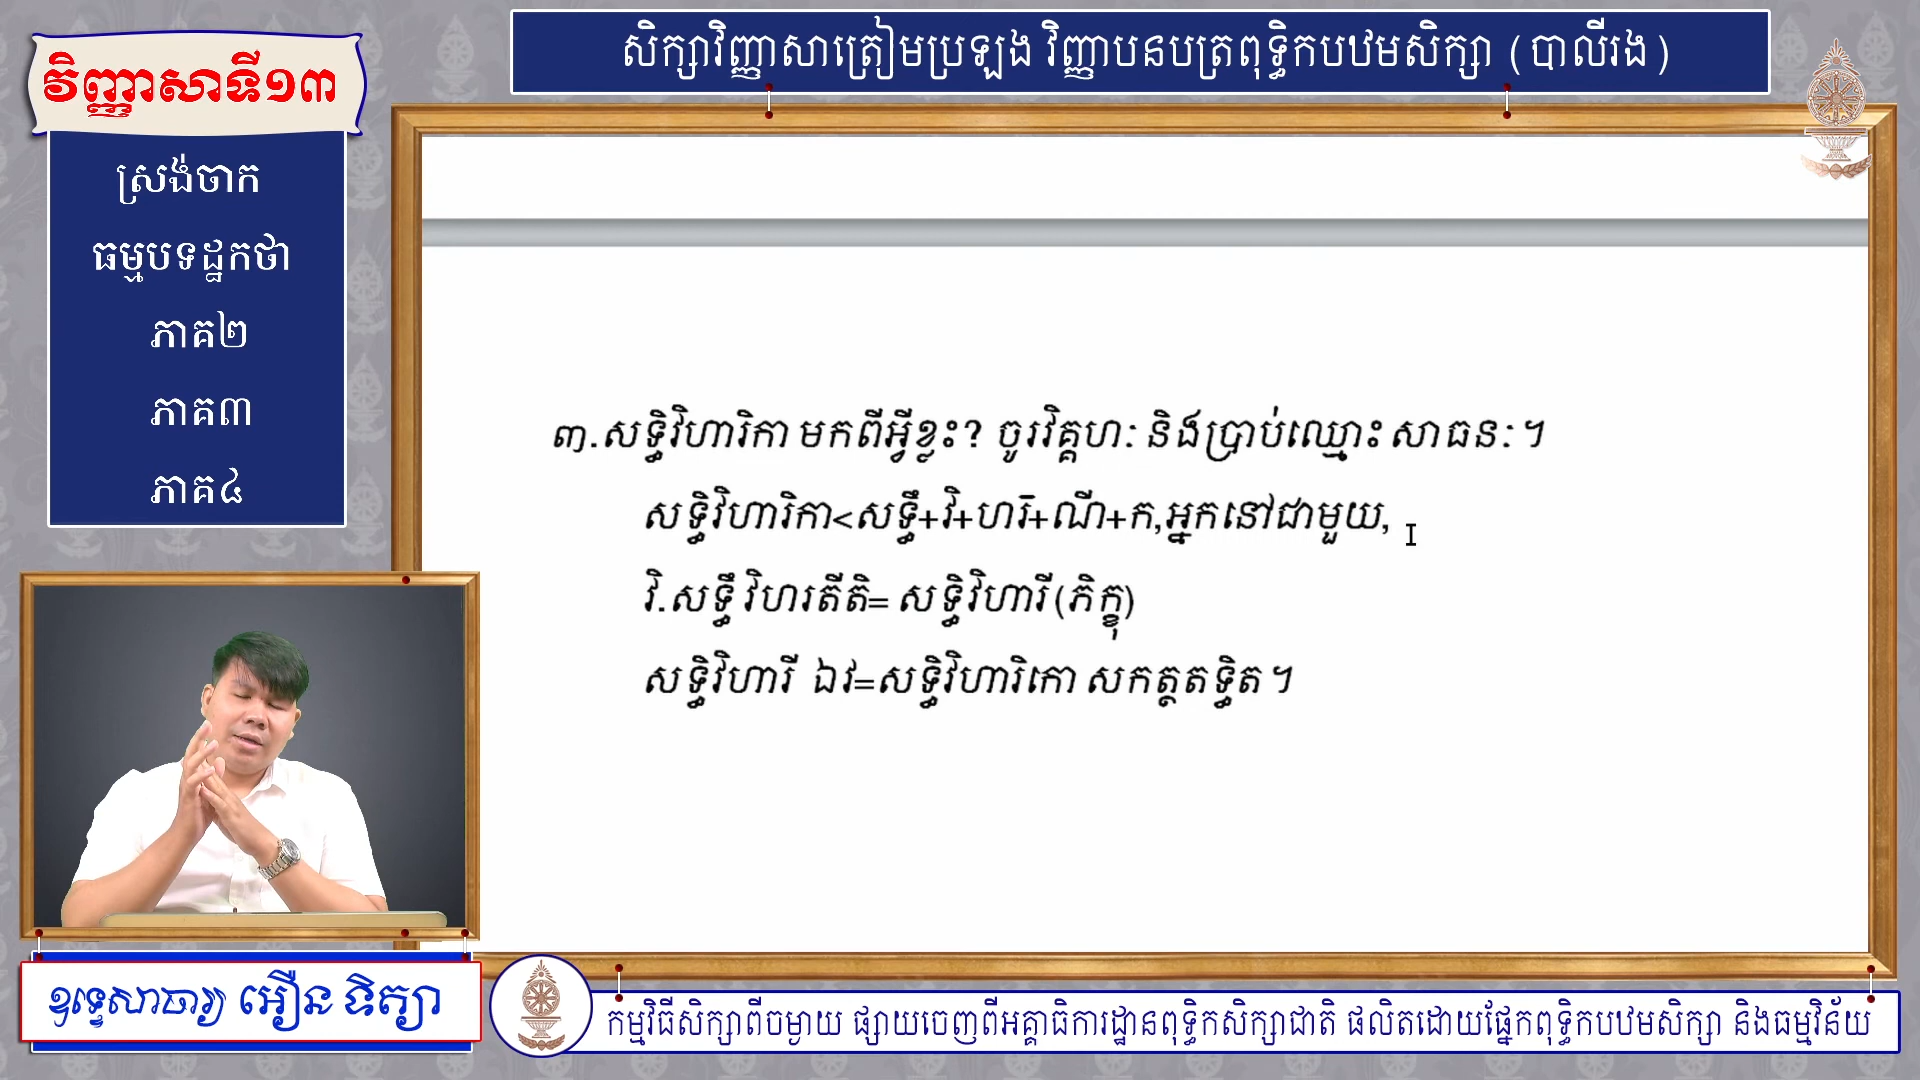 សិក្សាវិញ្ញាសាត្រៀមប្រឡង វិញ្ញាបនបត្រពុទ្ធិកបឋមសិក្សា (បាលីរង)
វិញ្ញាសាទី១៣
ស្រង់ចាក
ធម្មបទដ្ឋកថា
ភាគ២
ភាគ៣
ភាគ៤
៣.សទ្ធិវិហារិកា មកពីអ្វីខ្លះ? ចូរវិគ្គហៈ និងប្រាប់ឈ្មោះ សាធនៈ។
សទ្ធិវិហារិកា<សទ្ធឹ+វិ+ហរ៑+ណី+ក,អ្នកនៅជាមួយ,
វិ.សទ្ធឹ វិហរតីតិ= សទ្ធិវិហារី(ភិក្ខុ)
សទ្ធិវិហារី ឯវ=សទ្ធិវិហារិកោ សកត្ថតទ្ធិត។
ឧទ្ទេសាចារ្យ អឿន ទិត្យា
កម្មវិធីសិក្សាពីចម្ងាយ ផ្សាយចេញពីអគ្គាធិការដ្ឋានពុទ្ធិកសិក្សាជាតិ ផលិតដោយផ្នែកពុទ្ធិកបឋមសិក្សា និងធម្មវិន័យ